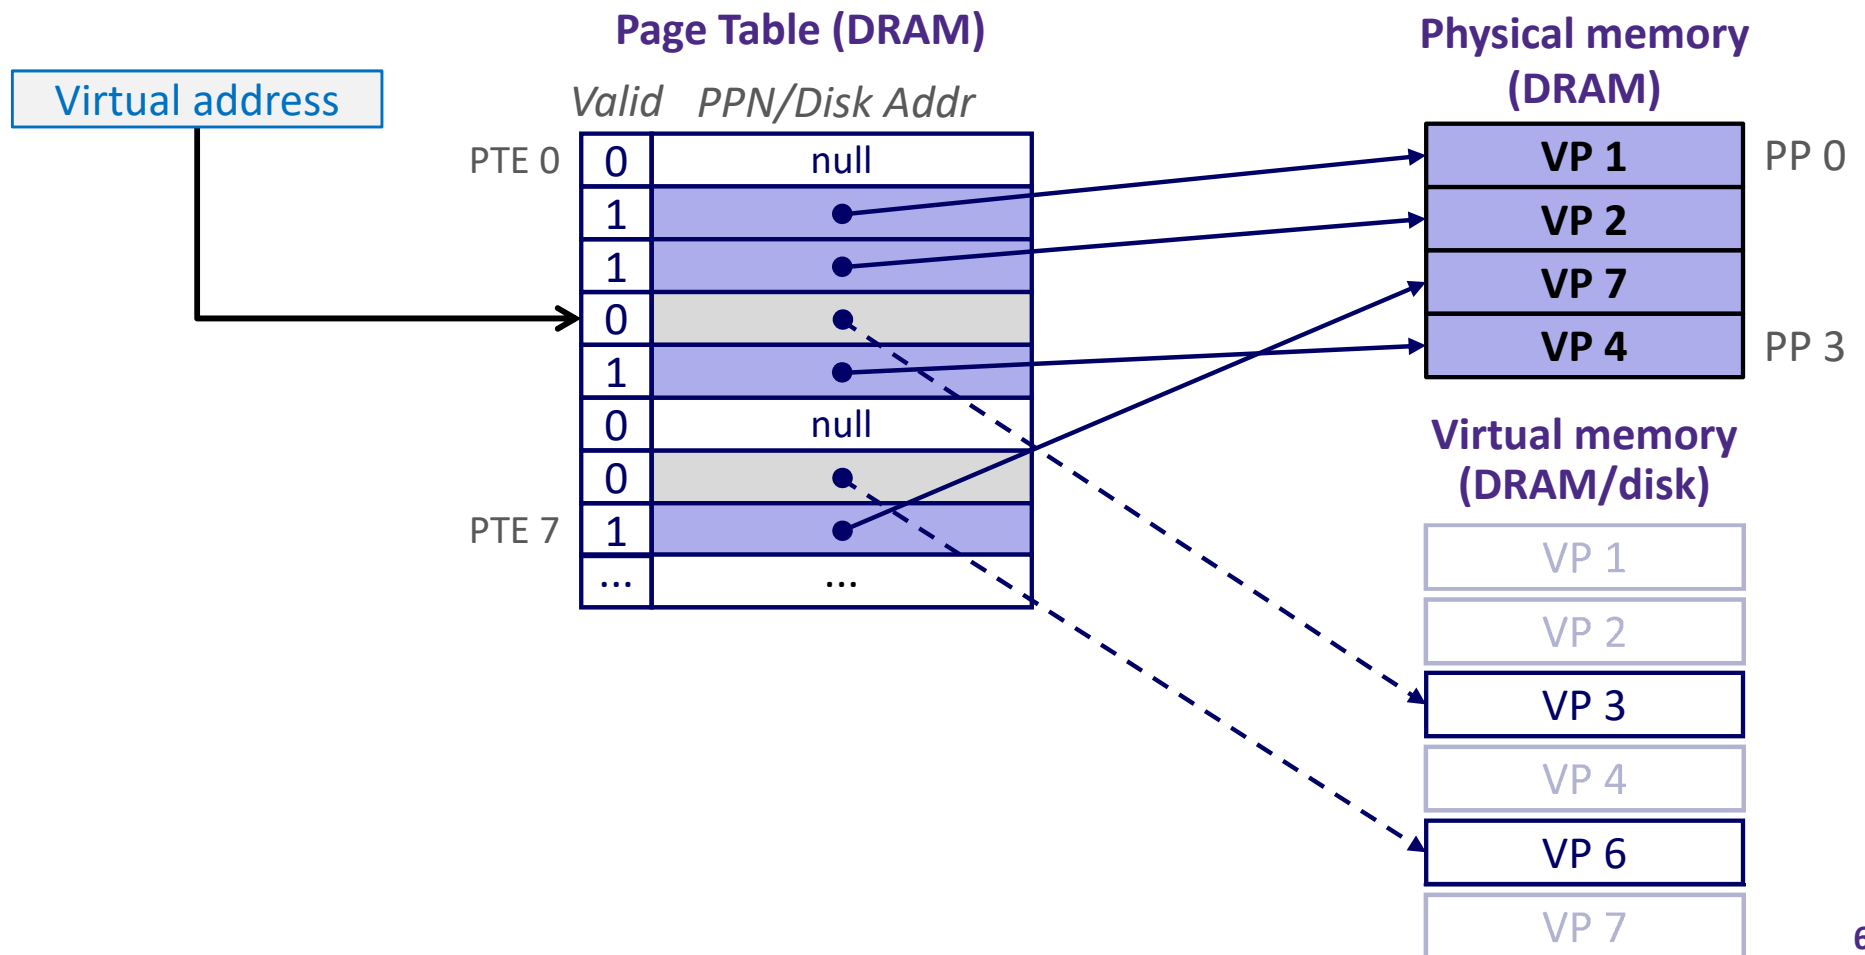 Page Table (DRAM)
Physical memory
(DRAM)
Virtual address
Valid PPN/Disk Addr
PTE 0 0 null
1
1
0
1
0 null
0
PTE 7 1
... ...
VP 1 PP 0
VP 2
VP 7
VP 4 PP 3
Virtual memory
(DRAM/disk)
VP 1
VP 2
VP 3
VP 4
VP 6
VP 7
6